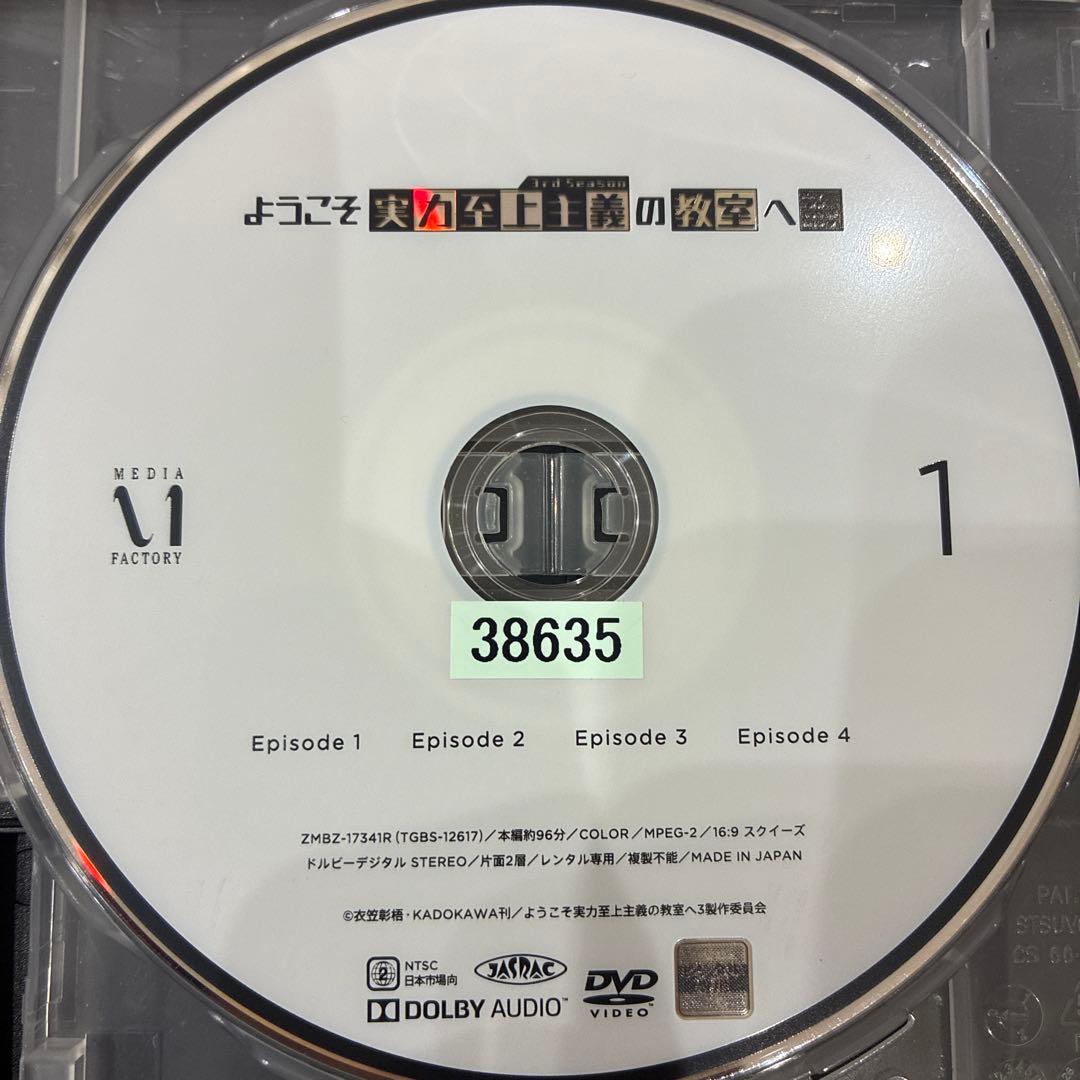 3rd Season
ようこそ実力至上主義の教室へ
MEDIA
FACTORY
1
38635
Episode 1 Episode 2 Episode 3 Episode 4
ZMBZ-17341R(TGBS-12617)/本編約96分/COLOR/MPEG-2/16:9 スクイーズ
ドルビーデジタル STEREO/片面2層/レンタル専用/複製不能/MADE IN JAPAN
©衣笠彰梧・KADOKAWA刊/ようこそ実力至上主義の教室へ3製作委員会
2 NTSC
日本市場向
JASRAC
DVD
VIDEO
DOLBY AUDIO™